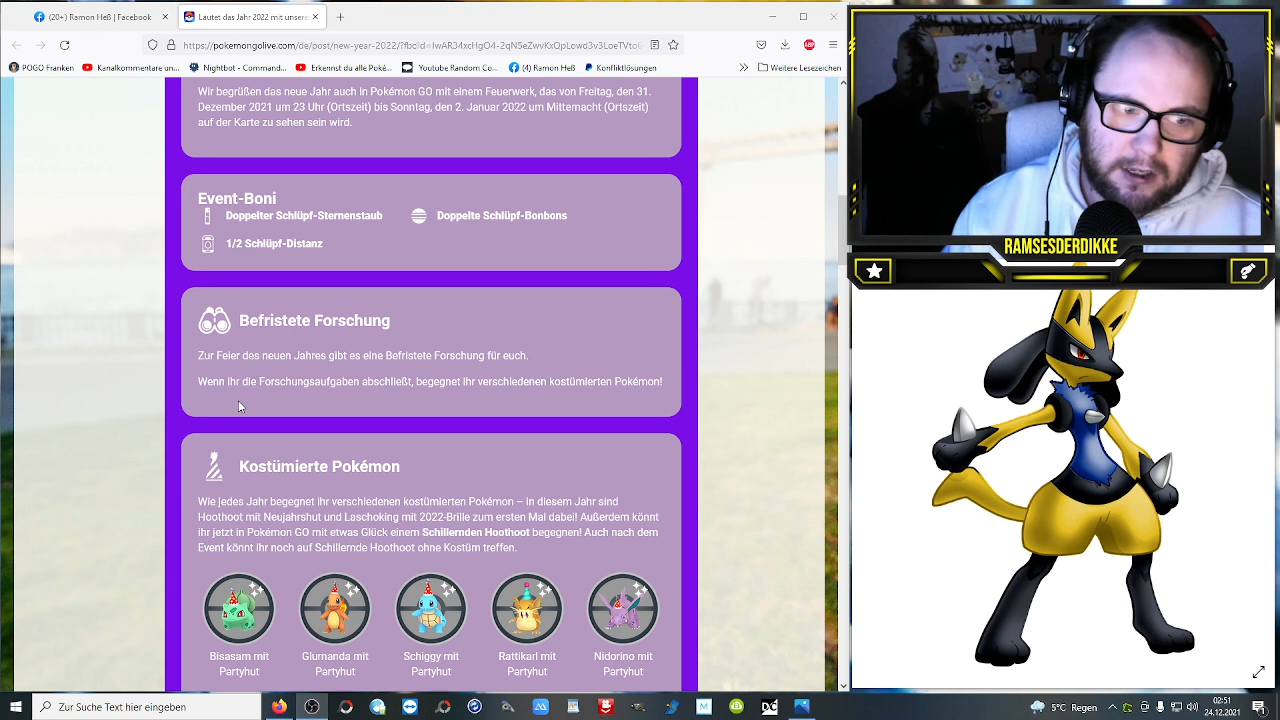 (20+) Ramon Heß | Facebook
Lautet das Jahr 2022 mit unsere
https://pokemongolive.com/de/post/new-years-2022/?
POGO Franken
Kanalkomponenten un...
Nightbot - Command...
Erkennst du alle Pok...
Youtube Random Co...
(4) Ramon Heß
Konfliktlösungen
Weitere Lesezeichen
Wir begrüßen das neue Jahr auch in Pokémon GO mit einem Feuerwerk, das von Freitag, den 31.
Dezember 2021 um 23 Uhr (Ortszeit) bis Sonntag, den 2. Januar 2022 um Mitternacht (Ortszeit)
auf der Karte zu sehen sein wird.
Event-Boni
Doppelter Schlüpf-Sternenstaub
Doppelte Schlüpf-Bonbons
1/2 Schlüpf-Distanz
Befristete Forschung
Zur Feier des neuen Jahres gibt es eine Befristete Forschung für euch.
Wenn ihr die Forschungsaufgaben abschließt, begegnet ihr verschiedenen kostümierten Pokémon!
Kostümierte Pokémon
Wie jedes Jahr begegnet ihr verschiedenen kostümierten Pokémon – in diesem Jahr sind
Hoothoot mit Neujahrshut und Laschoking mit 2022-Brille zum ersten Mal dabei! Außerdem könnt
ihr jetzt in Pokémon GO mit etwas Glück einem Schillernden Hoothoot begegnen! Auch nach dem
Event könnt ihr noch auf Schillernde Hoothoot ohne Kostüm treffen.
Bisasam mit
Partyhut
Glumanda mit
Partyhut
Schiggy mit
Partyhut
Rattikarl mit
Partyhut
Nidorino mit
Partyhut
RAMSESDERDIKKE
Zur Suche Text hier eingeben
5°C Regen
02:51
24.12.2021